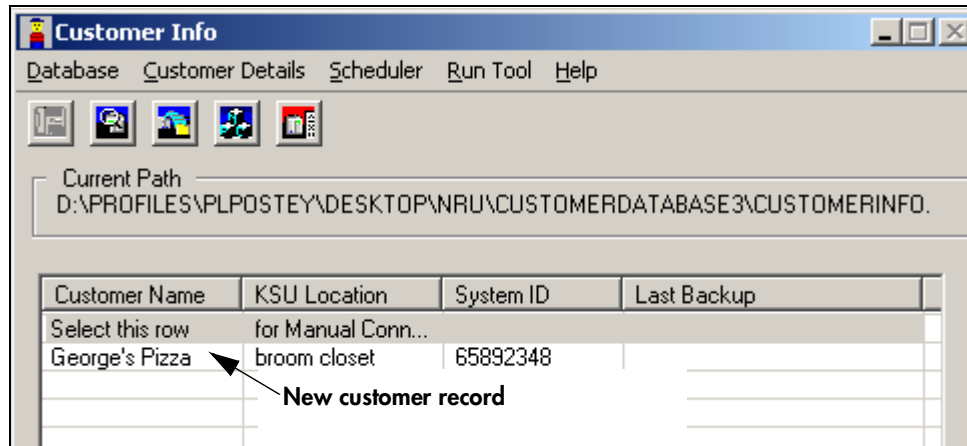 Customer Info
Database Customer Details Scheduler Run Tool Help
Current Path
D:\PROFILES\PLPOSTEY\DESKTOP\NRU\CUSTOMERDATABASE3\CUSTOMERINFO.
Customer Name KSU Location System ID Last Backup
Select this row for Manual Conn...
George's Pizza broom closet 65892348
New customer record